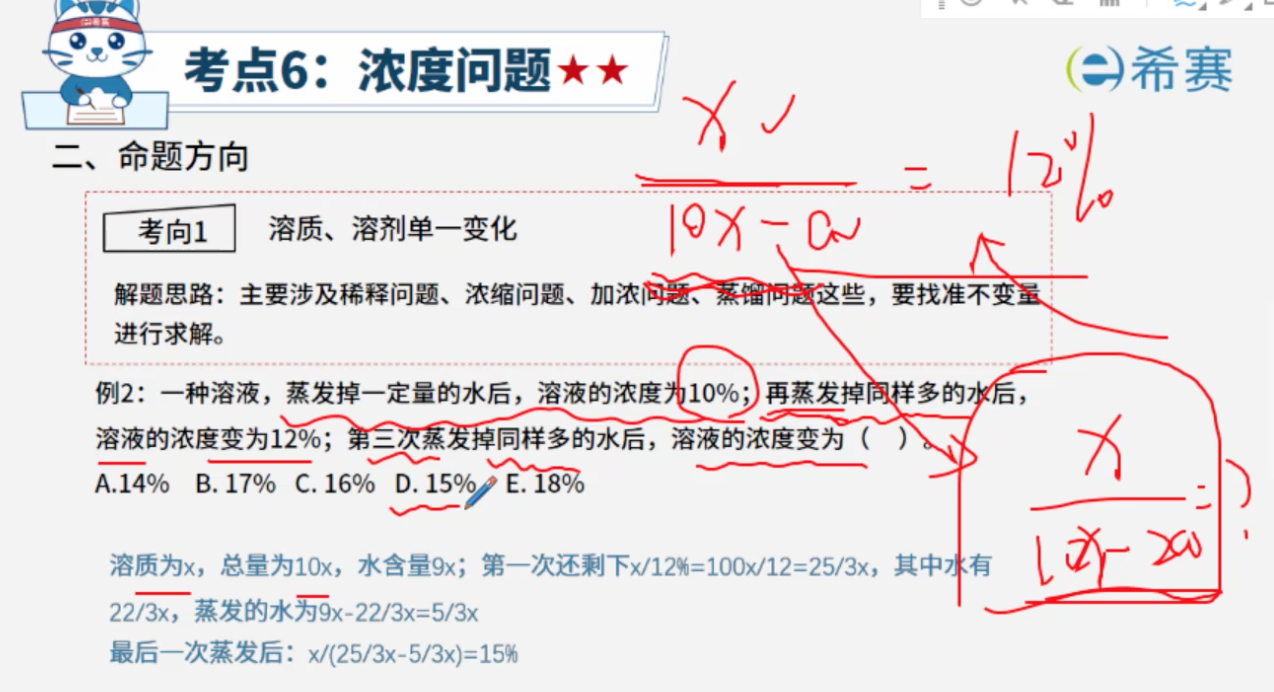 考点6：浓度问题★★
希赛
二、命题方向
x
= 12%
10x - a
考向1 溶质、溶剂单一变化
解题思路：主要涉及稀释问题、浓缩问题、加浓问题、蒸馏问题这些，要找准不变量
进行求解。
例2：一种溶液，蒸发掉一定量的水后，溶液的浓度为10%；再蒸发掉同样多的水后，
溶液的浓度变为12%；第三次蒸发掉同样多的水后，溶液的浓度变为（ ）。
A.14% B. 17% C. 16% D. 15% E. 18%
x
= ?
10x - 2a
溶质为x，总量为10x，水含量9x；第一次还剩下x/12%=100x/12=25/3x，其中水有
22/3x，蒸发的水为9x-22/3x=5/3x
最后一次蒸发后：x/(25/3x-5/3x)=15%